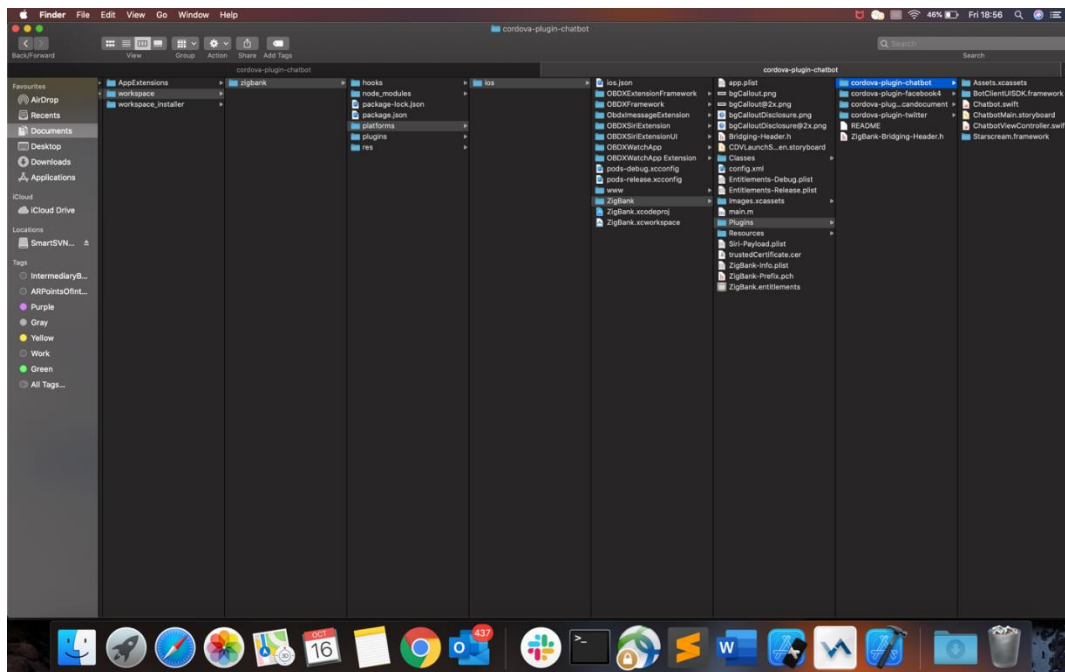 Finder File Edit View Go Window Help
46% Fri 18:56
cordova-plugin-chatbot
Back/Forward View Group Action Share Add Tags Search
Search
cordova-plugin-chatbot cordova-plugin-chatbot
Favourites
AirDrop
Recents
Documents
Desktop
Downloads
Applications
iCloud
iCloud Drive
Locations
SmartSVN...
Tags
IntermediaryB...
ARPointsOfInt...
Purple
Gray
Yellow
Work
Green
All Tags...
AppExtensions
workspace
workspace_installer
zigbank
hooks
node_modules
package-lock.json
package.json
platforms
plugins
res
ios
ios.json
OBDXExtensionFramework
OBDXFramework
ObdxImessageExtension
OBDXSiriExtension
OBDXSiriExtensionUI
OBDXWatchApp
OBDXWatchApp Extension
pods-debug.xcconfig
pods-release.xcconfig
www
ZigBank
ZigBank.xcodeproj
ZigBank.xcworkspace
app.plist
bgCallout.png
bgCallout@2x.png
bgCalloutDisclosure.png
bgCalloutDisclosure@2x.png
Bridging-Header.h
CDVLaunchS...en.storyboard
Classes
config.xml
Entitlements-Debug.plist
Entitlements-Release.plist
Images.xcassets
main.m
Plugins
Resources
Siri-Payload.plist
trustedCertificate.cer
ZigBank-Info.plist
ZigBank-Prefix.pch
ZigBank.entitlements
cordova-plugin-chatbot
cordova-plugin-facebook4
cordova-plug...candocument
cordova-plugin-twitter
README
ZigBank-Bridging-Header.h
Assets.xcassets
BotClientUISDK.framework
Chatbot.swift
ChatbotMain.storyboard
ChatbotViewController.swif
Starscream.framework
OCT
16
437